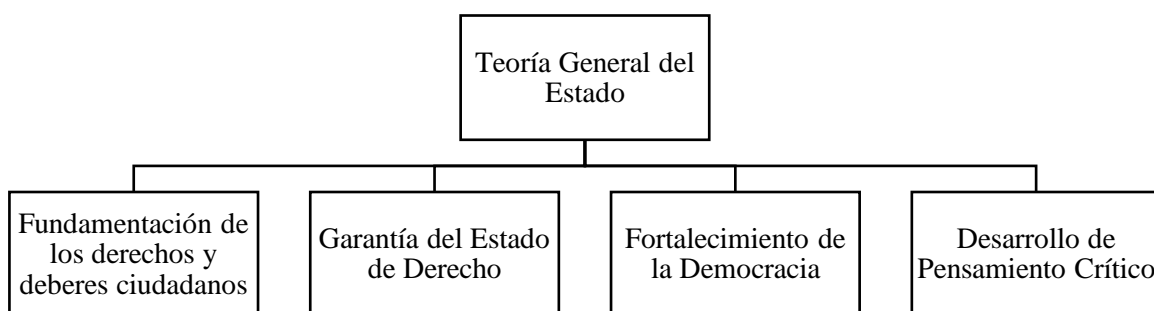 Teoría General del
Estado
Fundamentación de
los derechos y
deberes ciudadanos
Garantía del Estado
de Derecho
Fortalecimiento de
la Democracia
Desarrollo de
Pensamiento Crítico